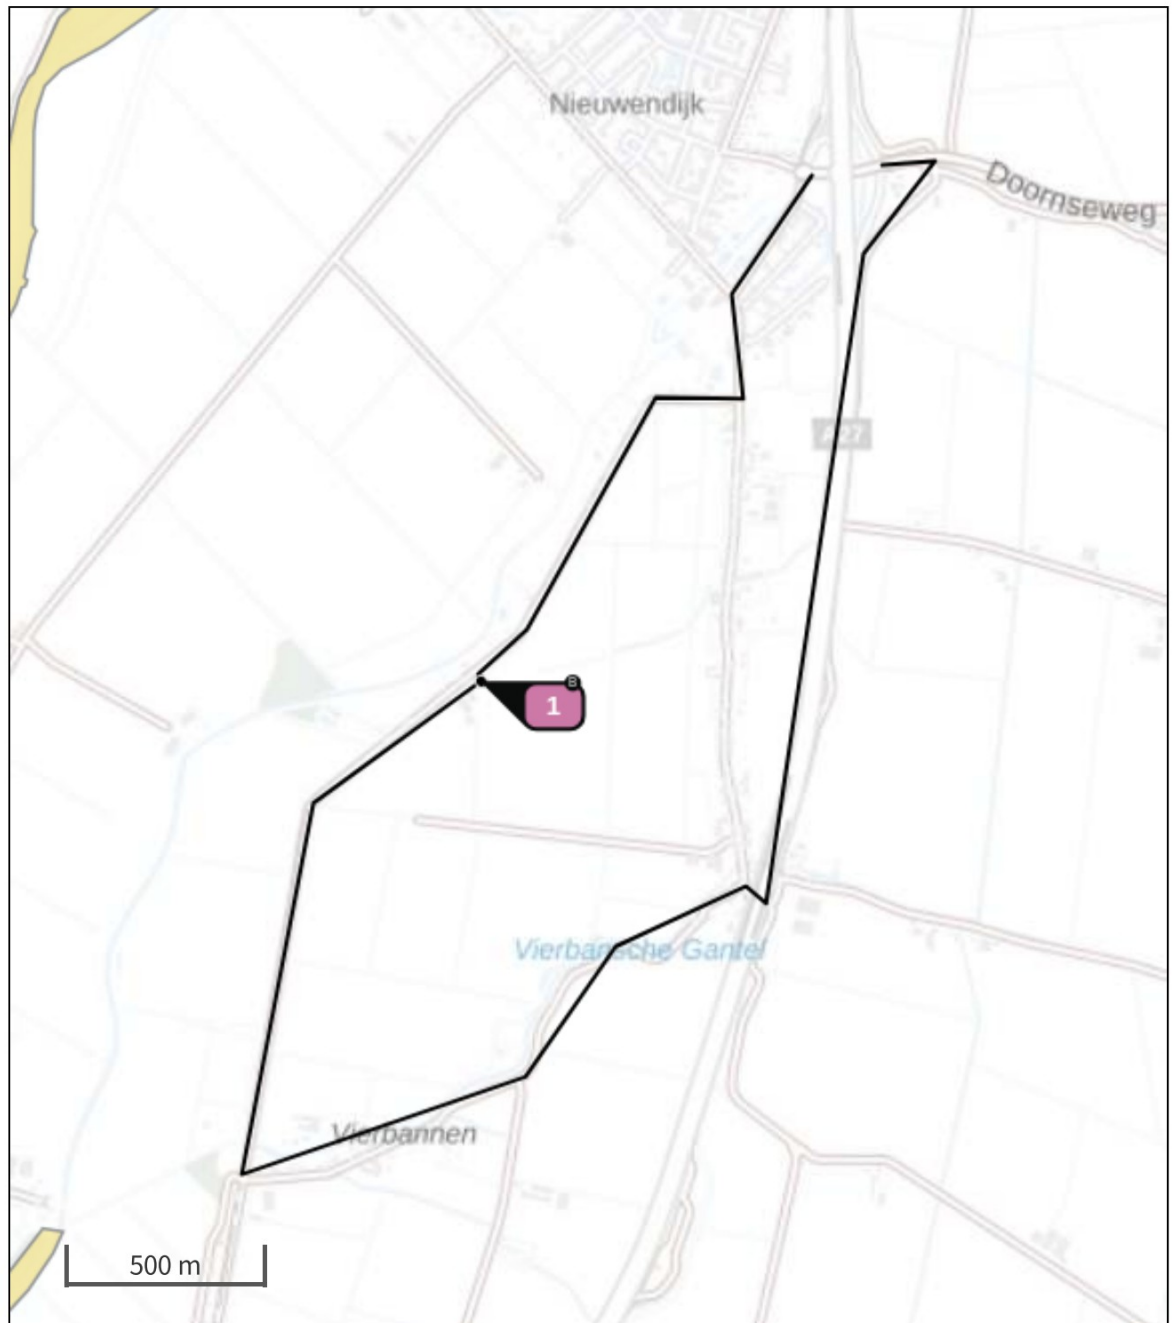 Nieuwendijk
Doornseweg
A27
B
1
Vierbansche Gantel
Vierbannen
500 m